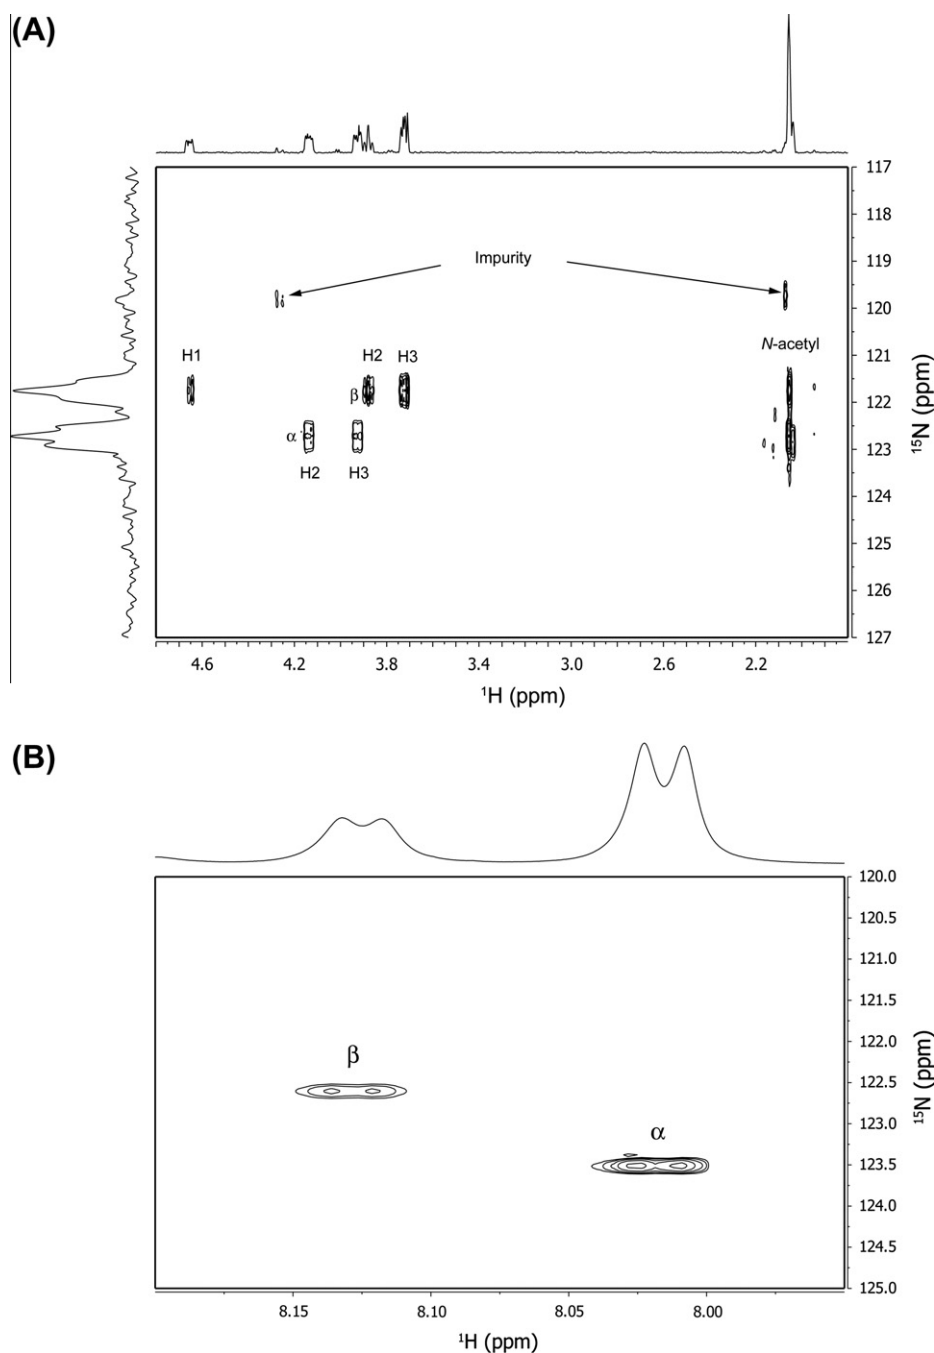 (A)
117
118
119
Impurity
120
H1 H2 H3 N-acetyl
121
β
122
α
123
H2 H3
124
125
126
127
¹⁵N (ppm)
4.6 4.2 3.8 3.4 3.0 2.6 2.2
¹H (ppm)
(B)
120.0
120.5
121.0
121.5
122.0
β
122.5
123.0
α
123.5
124.0
124.5
125.0
¹⁵N (ppm)
8.15 8.10 8.05 8.00
¹H (ppm)